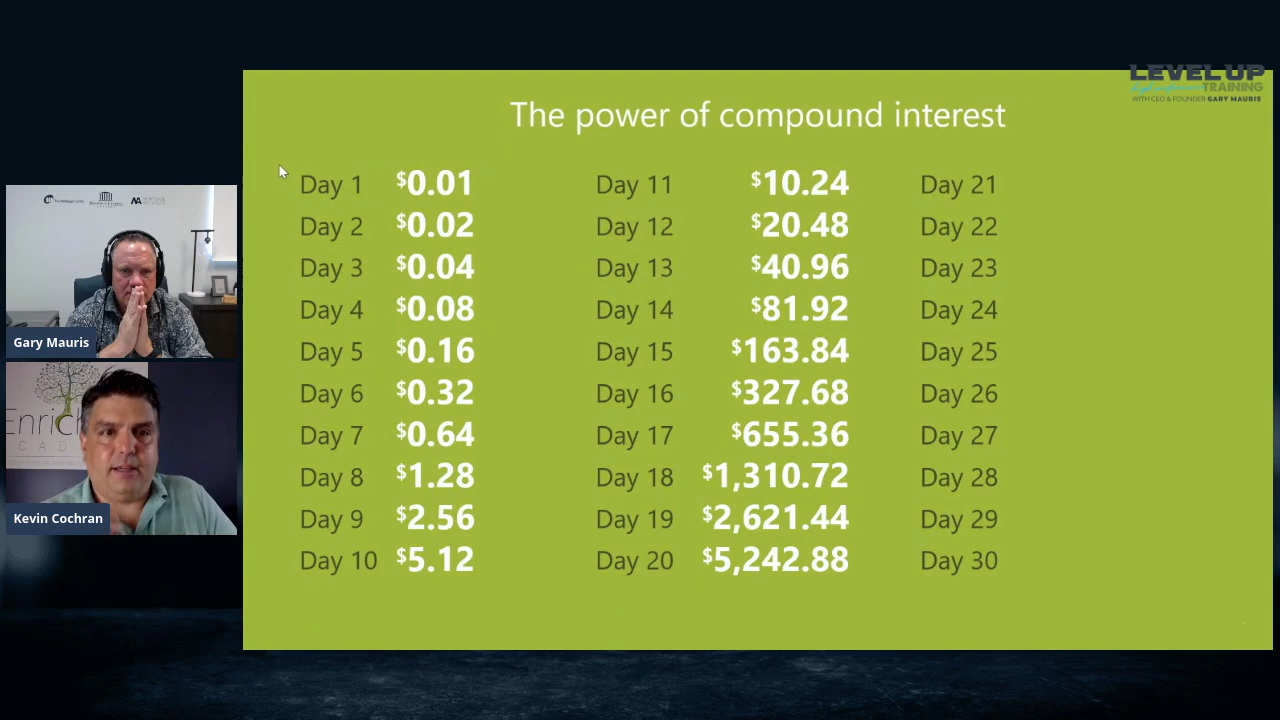 LEVEL UP
TRAINING
WITH CEO & FOUNDER GARY MAURIS
The power of compound interest
Day 1 $0.01
Day 2 $0.02
Day 3 $0.04
Day 4 $0.08
Day 5 $0.16
Day 6 $0.32
Day 7 $0.64
Day 8 $1.28
Day 9 $2.56
Day 10 $5.12
Day 11 $10.24
Day 12 $20.48
Day 13 $40.96
Day 14 $81.92
Day 15 $163.84
Day 16 $327.68
Day 17 $655.36
Day 18 $1,310.72
Day 19 $2,621.44
Day 20 $5,242.88
Day 21
Day 22
Day 23
Day 24
Day 25
Day 26
Day 27
Day 28
Day 29
Day 30
Gary Mauris
Kevin Cochran